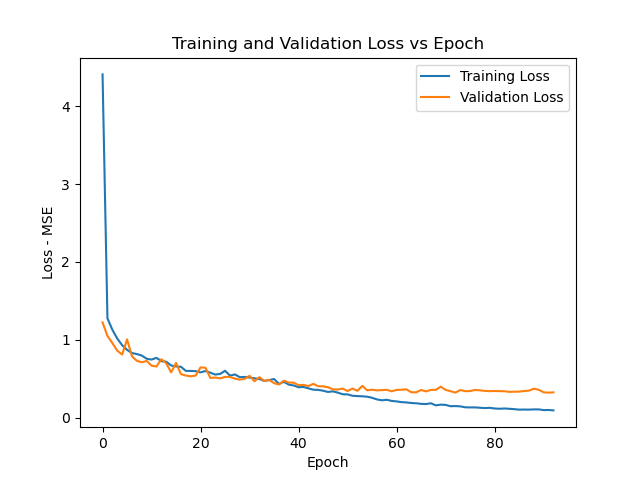 Training and Validation Loss vs Epoch
Training Loss
Validation Loss
4
3
2
1
0
Loss - MSE
0 20 40 60 80
Epoch